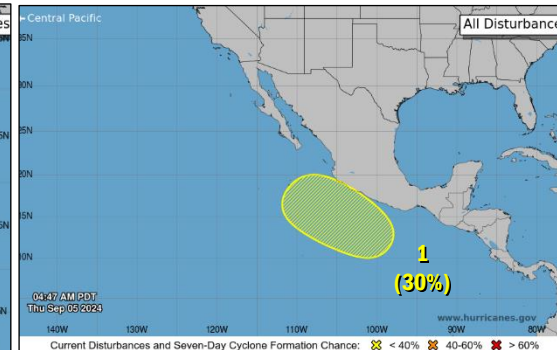 es
Central Pacific
All Disturbance
35N
30N
25N
20N
15N
10N
1
(30%)
04:47 AM PDT
Thu Sep 05 2024
www.hurricanes.gov
140W 130W 120W 110W 100W 90W 80W
Current Disturbances and Seven-Day Cyclone Formation Chance: < 40% 40-60% > 60%